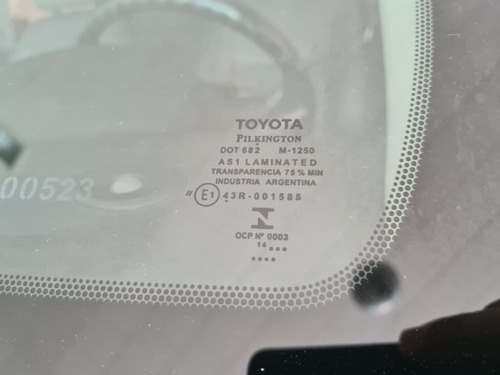 TOYOTA
PILKINGTON
DOT 682 M-1250
AS1 LAMINATED
TRANSPARENCIA 75 % MIN
INDUSTRIA ARGENTINA
E1 43R-001585
N
OCP Nº 0003
14
00523